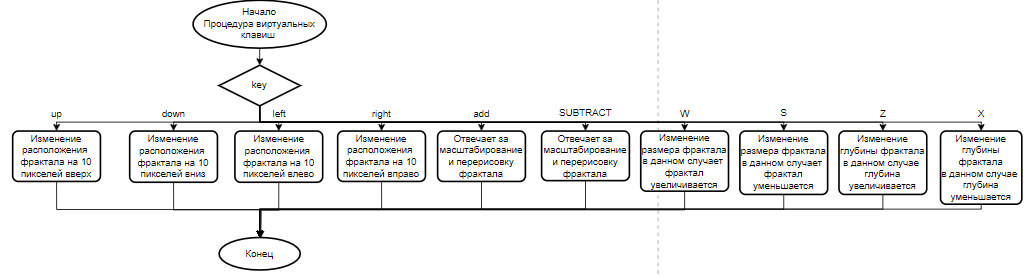 Начало
Процедура виртуальных
клавиш
key
up
down
left
right
add
SUBTRACT
W
S
Z
X
Изменение
расположения
фрактала на 10
пикселей вверх
Изменение
расположения
фрактала на 10
пикселей вниз
Изменение
расположения
фрактала на 10
пикселей влево
Изменение
расположения
фрактала на 10
пикселей вправо
Отвечает за
масштабирование
и перерисовку
фрактала
Отвечает за
масштабирование
и перерисовку
фрактала
Изменение
размера фрактала
в данном случает
фрактал
увеличивается
Изменение
размера фрактала
в данном случает
фрактал
уменьшается
Изменение
глубины фрактала
в данном случае
глубина
увеличивается
Изменение
глубины
фрактала
в данном случае
глубина
уменьшается
Конец